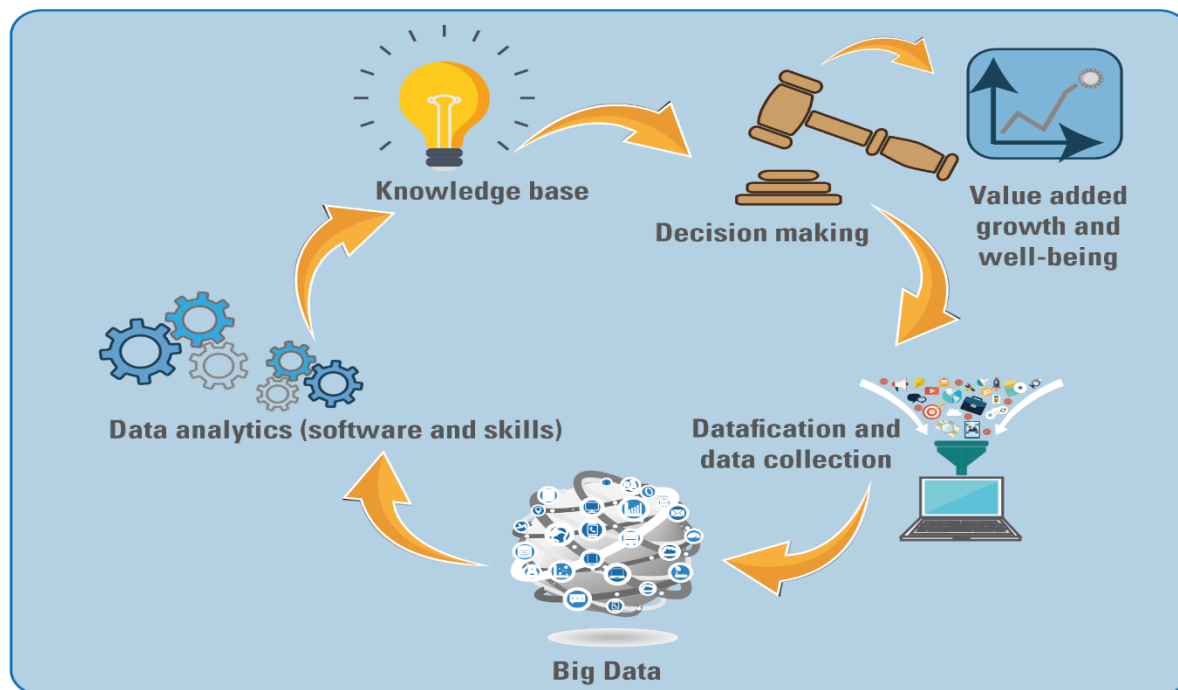 Knowledge base
Decision making
Value added
growth and
well-being
Data analytics (software and skills)
Datafication and
data collection
Big Data